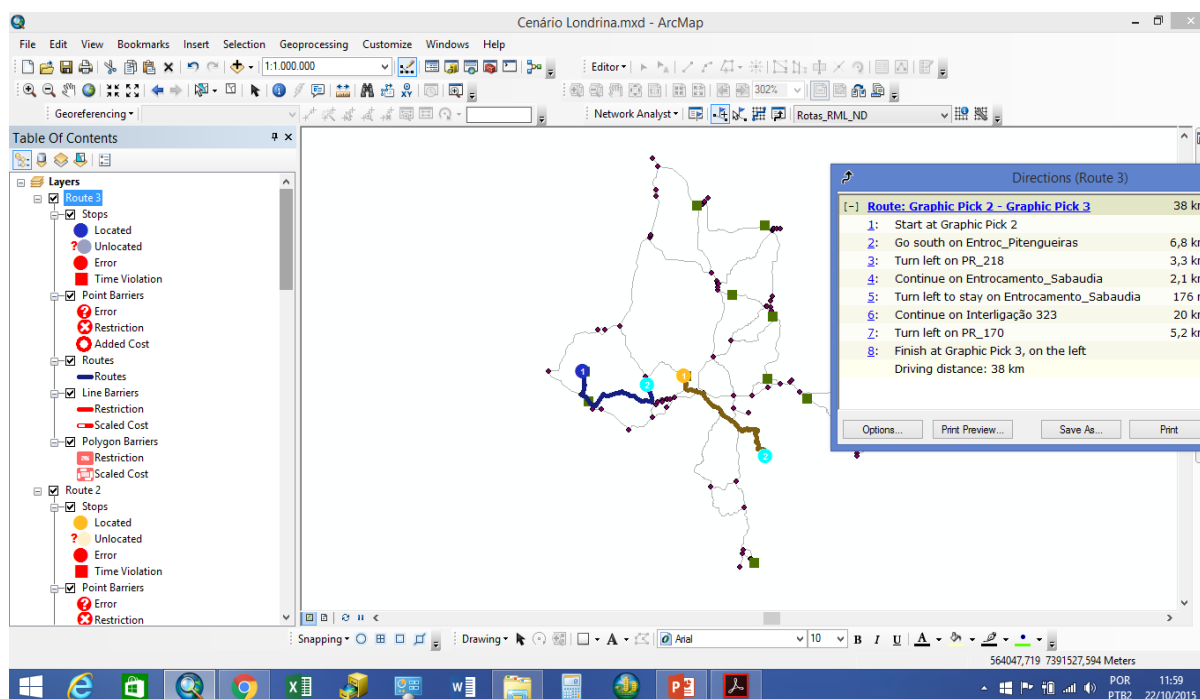 Cenário Londrina.mxd - ArcMap
File Edit View Bookmarks Insert Selection Geoprocessing Customize Windows Help
1:1.000.000
Editor
302%
Georeferencing
Network Analyst
Rotas_RML_ND
Table Of Contents
Layers
Route 3
Stops
Located
? Unlocated
Error
Time Violation
Point Barriers
Error
Restriction
Added Cost
Routes
Routes
Line Barriers
Restriction
Scaled Cost
Polygon Barriers
Restriction
Scaled Cost
Route 2
Stops
Located
? Unlocated
Error
Time Violation
Point Barriers
Error
Restriction
1
2
1
2
Directions (Route 3)
[-] Route: Graphic Pick 2 - Graphic Pick 3 38 km
1: Start at Graphic Pick 2
2: Go south on Entroc_Pitengueiras 6,8 km
3: Turn left on PR_218 3,3 km
4: Continue on Entrocamento_Sabaudia 2,1 km
5: Turn left to stay on Entrocamento_Sabaudia 176 m
6: Continue on Interligação 323 20 km
7: Turn left on PR_170 5,2 km
8: Finish at Graphic Pick 3, on the left
Driving distance: 38 km
Options... Print Preview... Save As... Print
Snapping
Drawing
A
Arial
10
B I U A
564047,719 7391527,594 Meters
POR
PTB2
11:59
22/10/2015